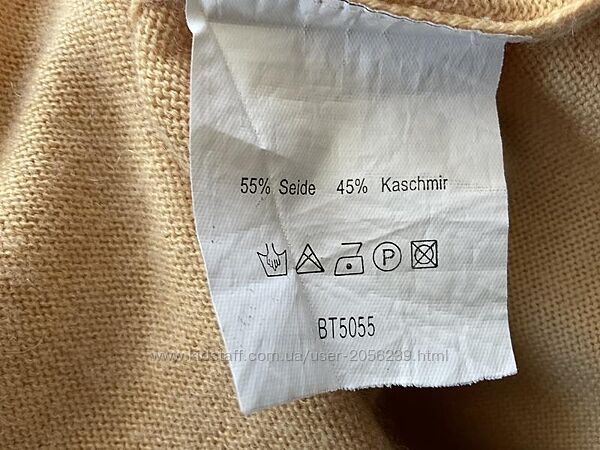 55% Seide 45% Kaschmir
P
BT5055
www.kidstaff.com.ua/user-2056239.html